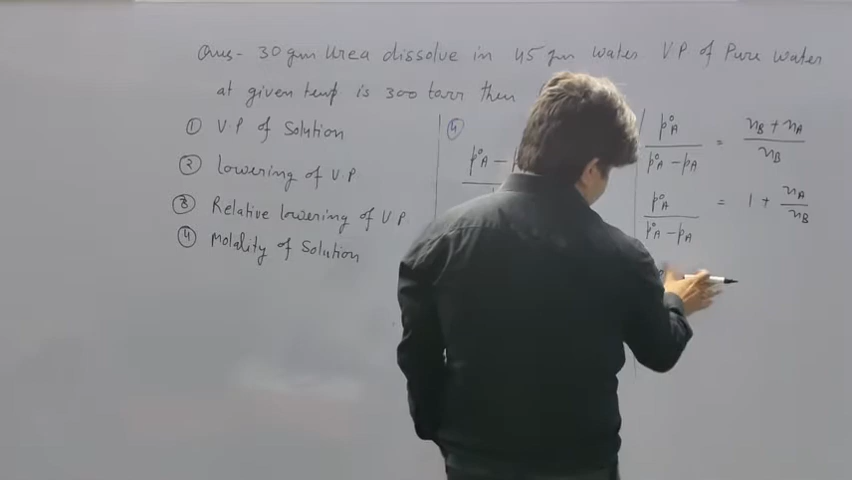 Ques- 30 gm Urea dissolve in 45 gm water. VP of Pure water
at given temp is 300 torr then
① VP of Solution
② lowering of V.P
③ Relative lowering of V.P.
④ Molality of Solution
④
p°A -
p°A / p°A - pA = nB + nA / nB
p°A / p°A - pA = 1 + nA / nB